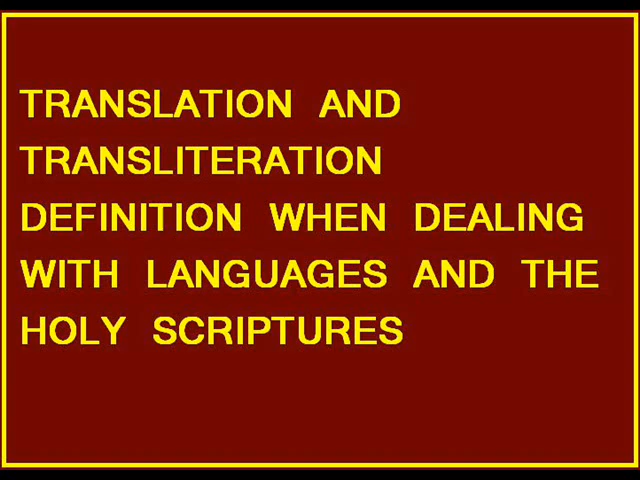 TRANSLATION AND
TRANSLITERATION
DEFINITION WHEN DEALING
WITH LANGUAGES AND THE
HOLY SCRIPTURES